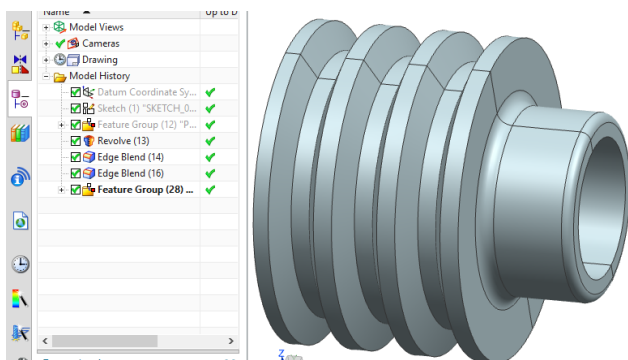 Name Up to D
Model Views
Cameras
Drawing
Model History
Datum Coordinate Sy...
Sketch (1) "SKETCH_0...
Feature Group (12) "P...
Revolve (13)
Edge Blend (14)
Edge Blend (16)
Feature Group (28) ...
Z